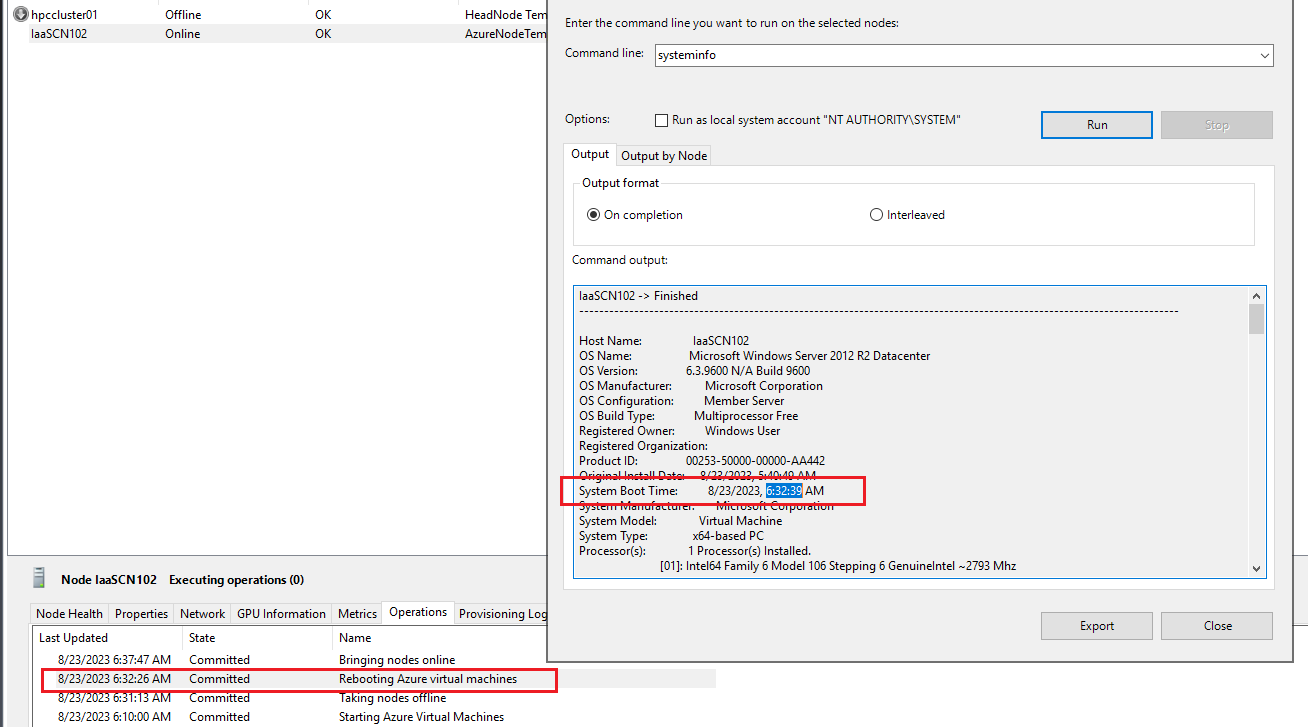 hpccluster01 Offline OK HeadNode Tem
IaaSCN102 Online OK AzureNodeTem
Enter the command line you want to run on the selected nodes:
Command line: systeminfo
Options: Run as local system account "NT AUTHORITY\SYSTEM"
Run Stop
Output Output by Node
Output format
On completion Interleaved
Command output:
IaaSCN102 -> Finished
--------------------------------------------------------------------------------
Host Name: IaaSCN102
OS Name: Microsoft Windows Server 2012 R2 Datacenter
OS Version: 6.3.9600 N/A Build 9600
OS Manufacturer: Microsoft Corporation
OS Configuration: Member Server
OS Build Type: Multiprocessor Free
Registered Owner: Windows User
Registered Organization:
Product ID: 00253-50000-00000-AA442
Original Install Date: 8/23/2023, 5:40:49 AM
System Boot Time: 8/23/2023, 6:32:39 AM
System Manufacturer: Microsoft Corporation
System Model: Virtual Machine
System Type: x64-based PC
Processor(s): 1 Processor(s) Installed.
[01]: Intel64 Family 6 Model 106 Stepping 6 GenuineIntel ~2793 Mhz
Export Close
Node IaaSCN102 Executing operations (0)
Node Health Properties Network GPU Information Metrics Operations Provisioning Log
Last Updated State Name
8/23/2023 6:37:47 AM Committed Bringing nodes online
8/23/2023 6:32:26 AM Committed Rebooting Azure virtual machines
8/23/2023 6:31:13 AM Committed Taking nodes offline
8/23/2023 6:10:00 AM Committed Starting Azure Virtual Machines